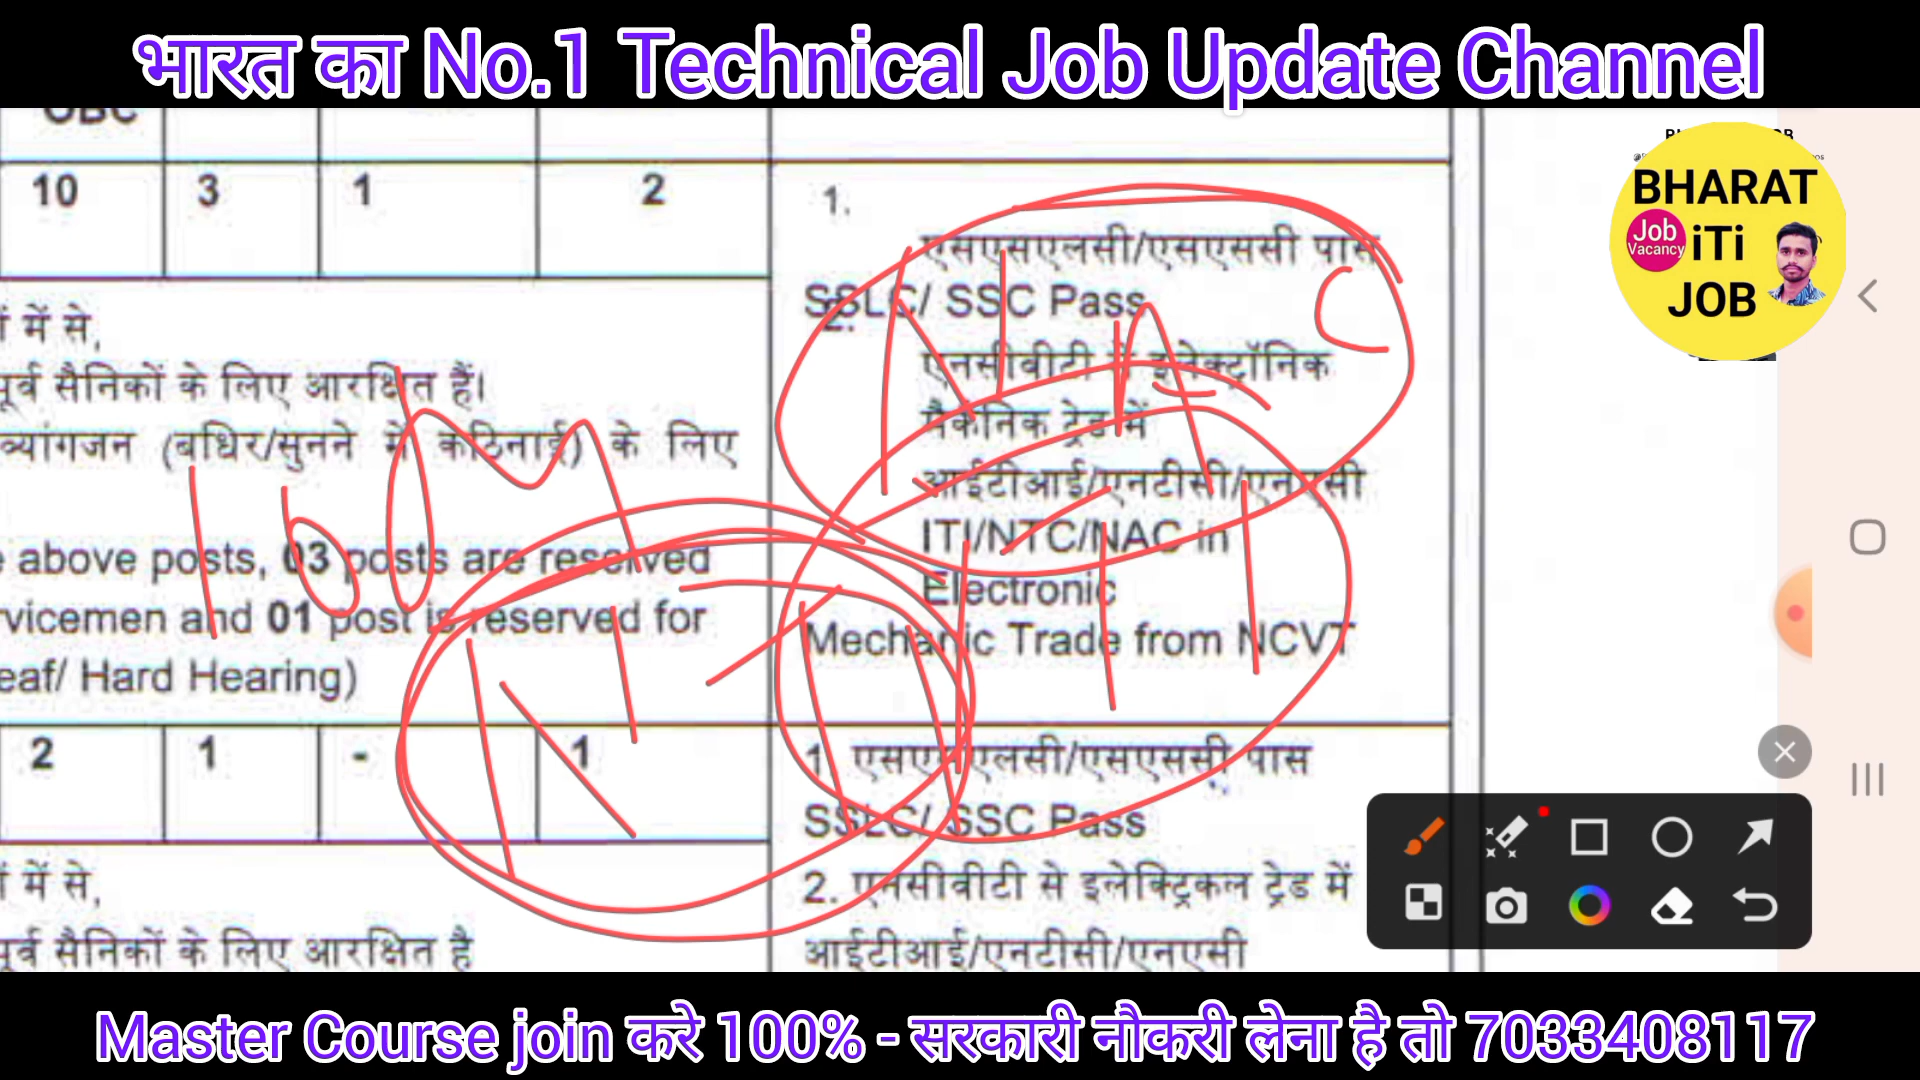 भारत का No.1 Technical Job Update Channel
OBC
10 3 1 2
1.
एसएसएलसी/एसएससी पास
SSLC/ SSC Pass
2.
एनसीवीटी से इलेक्ट्रॉनिक
मैकेनिक ट्रेड में
आईटीआई/एनटीसी/एनएसी
ITI/NTC/NAC in
Electronic
Mechanic Trade from NCVT
में से,
पूर्व सैनिकों के लिए आरक्षित हैं।
(बधिर/सुनने में कठिनाई) के लिए
above posts, 03 posts are reserved
and 01 post is reserved for
Hard Hearing)
2 1 - 1
1. एसएसएलसी/एसएससी पास
SSLC/ SSC Pass
2. एनसीवीटी से इलेक्ट्रिकल ट्रेड में
आईटीआई/एनटीसी/एनएसी
में से,
पूर्व सैनिकों के लिए आरक्षित है
NAC
BHARAT
Job
Vacancy
iTi
JOB
Master Course join करे 100% - सरकारी नौकरी लेना है तो 7033408117